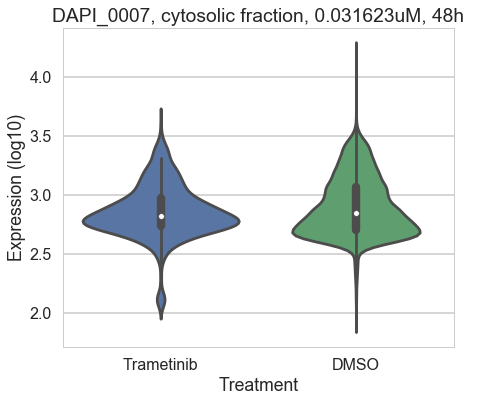 DAPI_0007, cytosolic fraction, 0.031623uM, 48h
Expression (log10)
4.0
3.5
3.0
2.5
2.0
Trametinib DMSO
Treatment